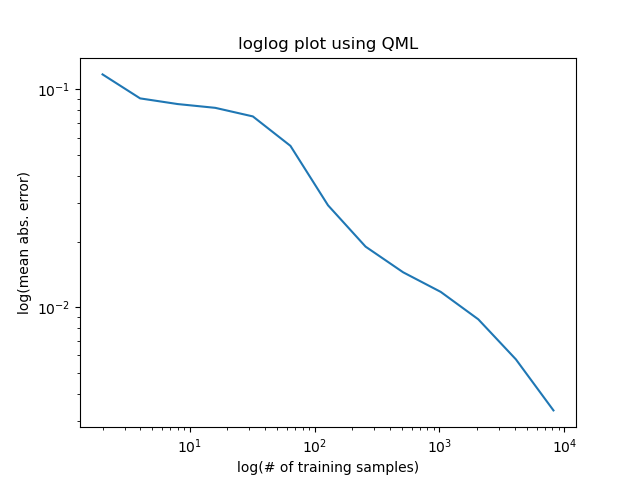 loglog plot using QML
10⁻¹
10⁻²
log(mean abs. error)
10¹ 10² 10³ 10⁴
log(# of training samples)